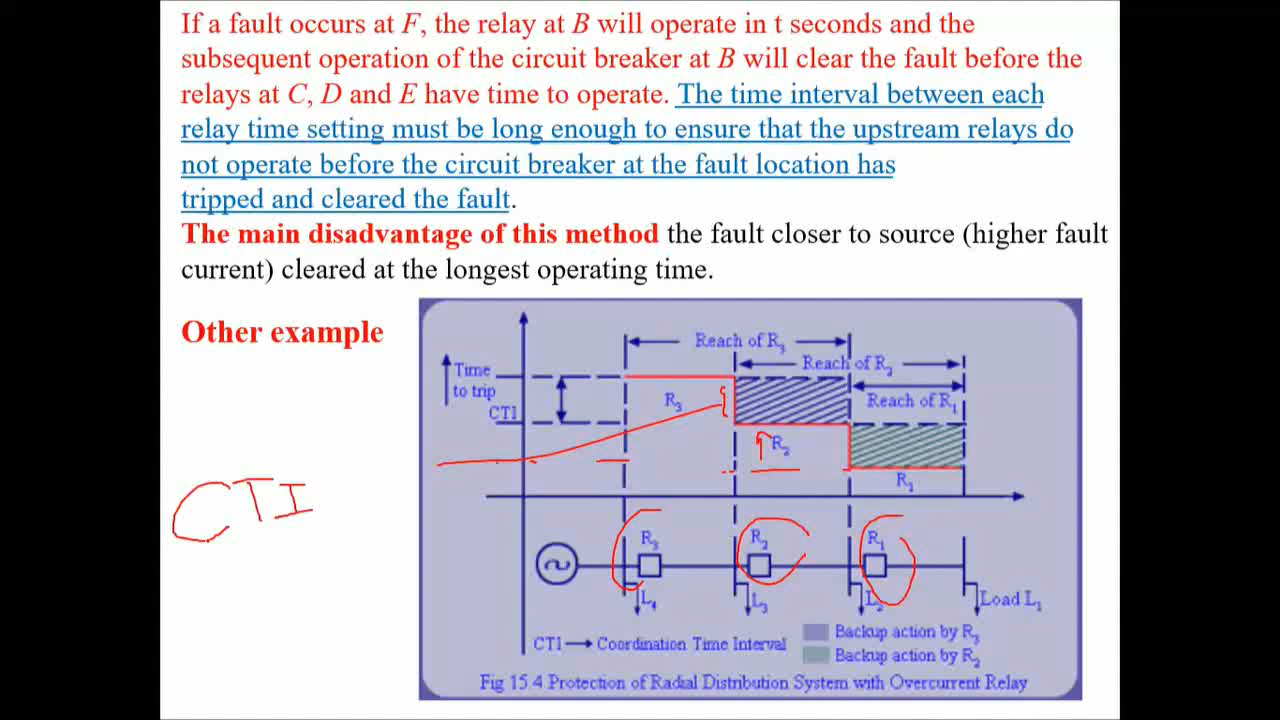 If a fault occurs at F, the relay at B will operate in t seconds and the
subsequent operation of the circuit breaker at B will clear the fault before the
relays at C, D and E have time to operate. The time interval between each
relay time setting must be long enough to ensure that the upstream relays do
not operate before the circuit breaker at the fault location has
tripped and cleared the fault.
The main disadvantage of this method the fault closer to source (higher fault
current) cleared at the longest operating time.
Other example
Reach of R3
Reach of R2
Time
to trip
Reach of R1
R3
CTI
R2
R1
CTI
R3
R2
R1
L4
L3
L2
Load L1
CTI → Coordination Time Interval
Backup action by R3
Backup action by R2
Fig 15.4 Protection of Radial Distribution System with Overcurrent Relay